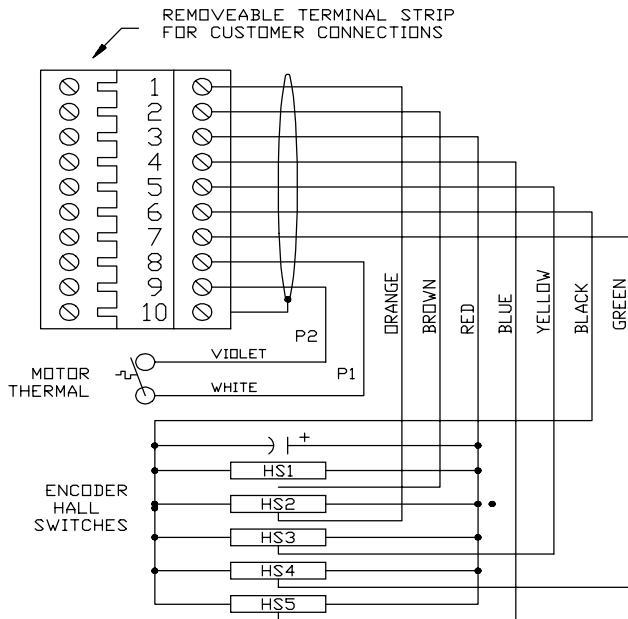 REMOVEABLE TERMINAL STRIP
FOR CUSTOMER CONNECTIONS
1
2
3
4
5
6
7
8
9
10
ORANGE
BROWN
RED
BLUE
YELLOW
BLACK
GREEN
P2
VIOLET
P1
MOTOR
THERMAL
WHITE
+
HS1
ENCODER
HALL
SWITCHES
HS2
HS3
HS4
HS5